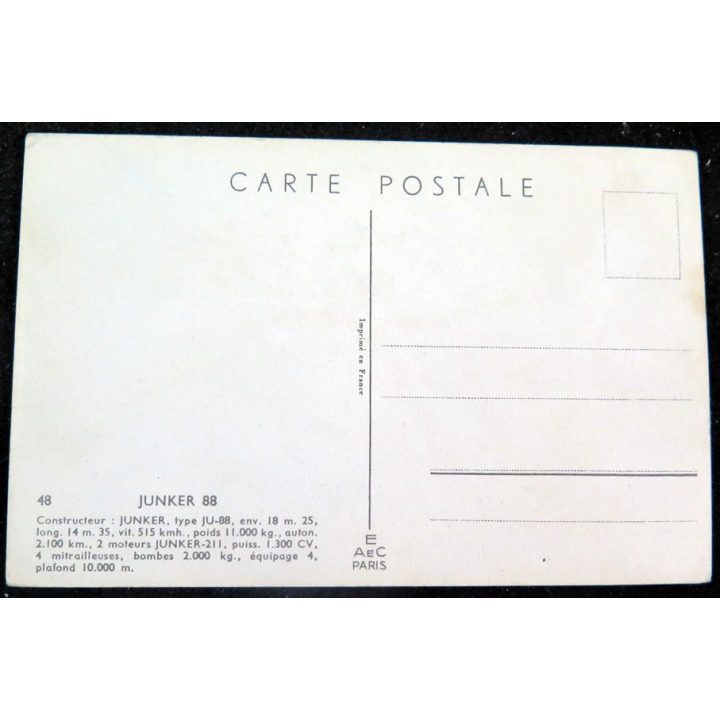 CARTE POSTALE
Imprimé en France
48 JUNKER 88
Constructeur : JUNKER, type JU-88, env. 18 m. 25,
long. 14 m. 35, vit. 515 kmh., poids 11.000 kg., auton.
2.100 km., 2 moteurs JUNKER-211, puiss. 1.300 CV,
4 mitrailleuses, bombes 2.000 kg., équipage 4,
plafond 10.000 m.
E
AEC
PARIS